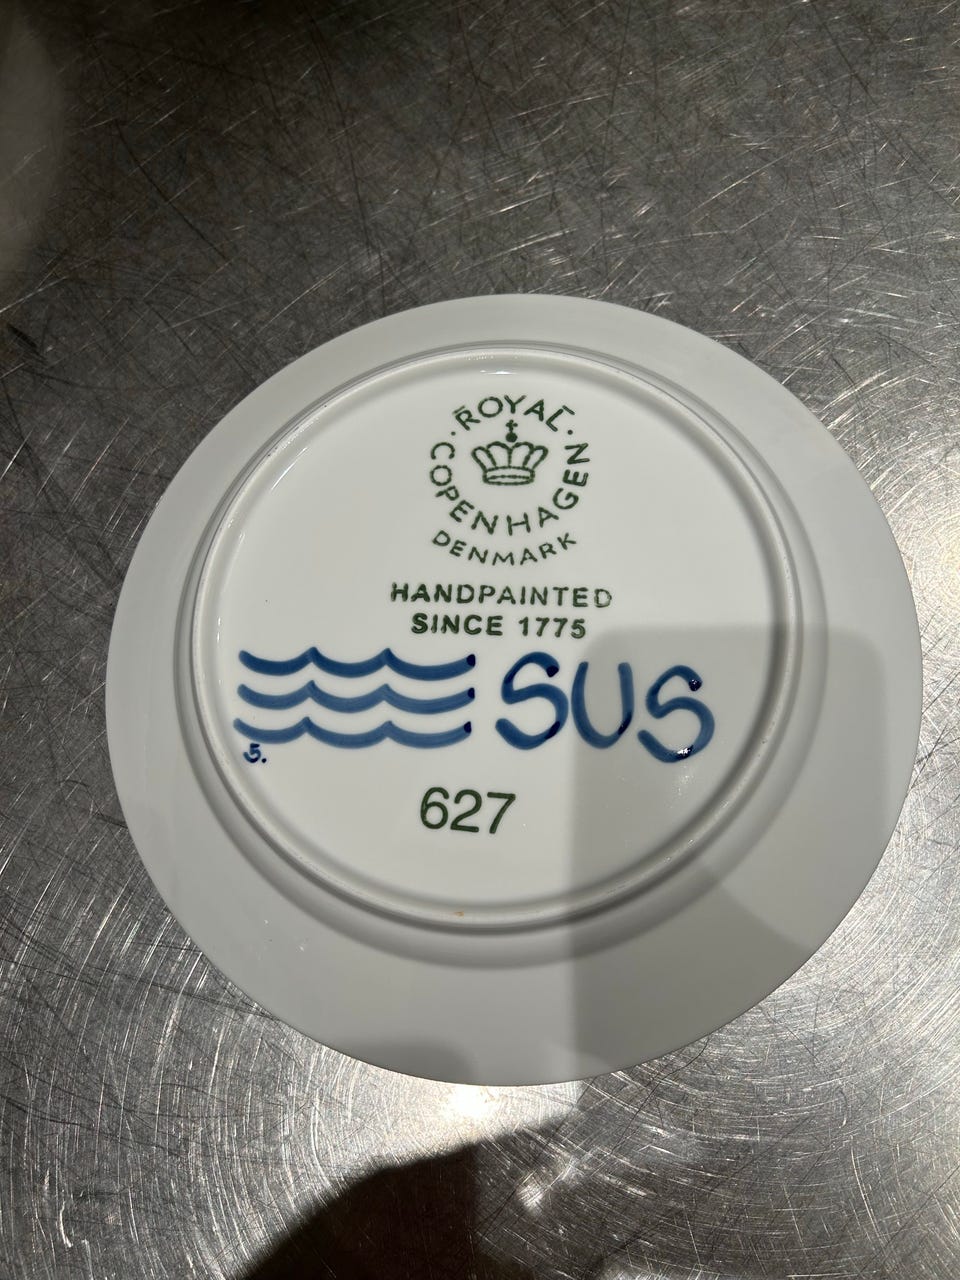 ROYAL
COPENHAGEN
DENMARK
HANDPAINTED
SINCE 1775
SUS
5.
627